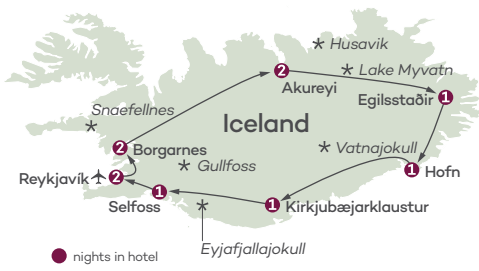 Husavik
2
Akureyi
Lake Myvatn
Egilsstaðir 1
Snaefellnes
Iceland
2 Borgarnes
Vatnajokull
Gullfoss
Reykjavík 2
1 Hofn
1
Selfoss
1 Kirkjubæjarklaustur
Eyjafjallajokull
nights in hotel